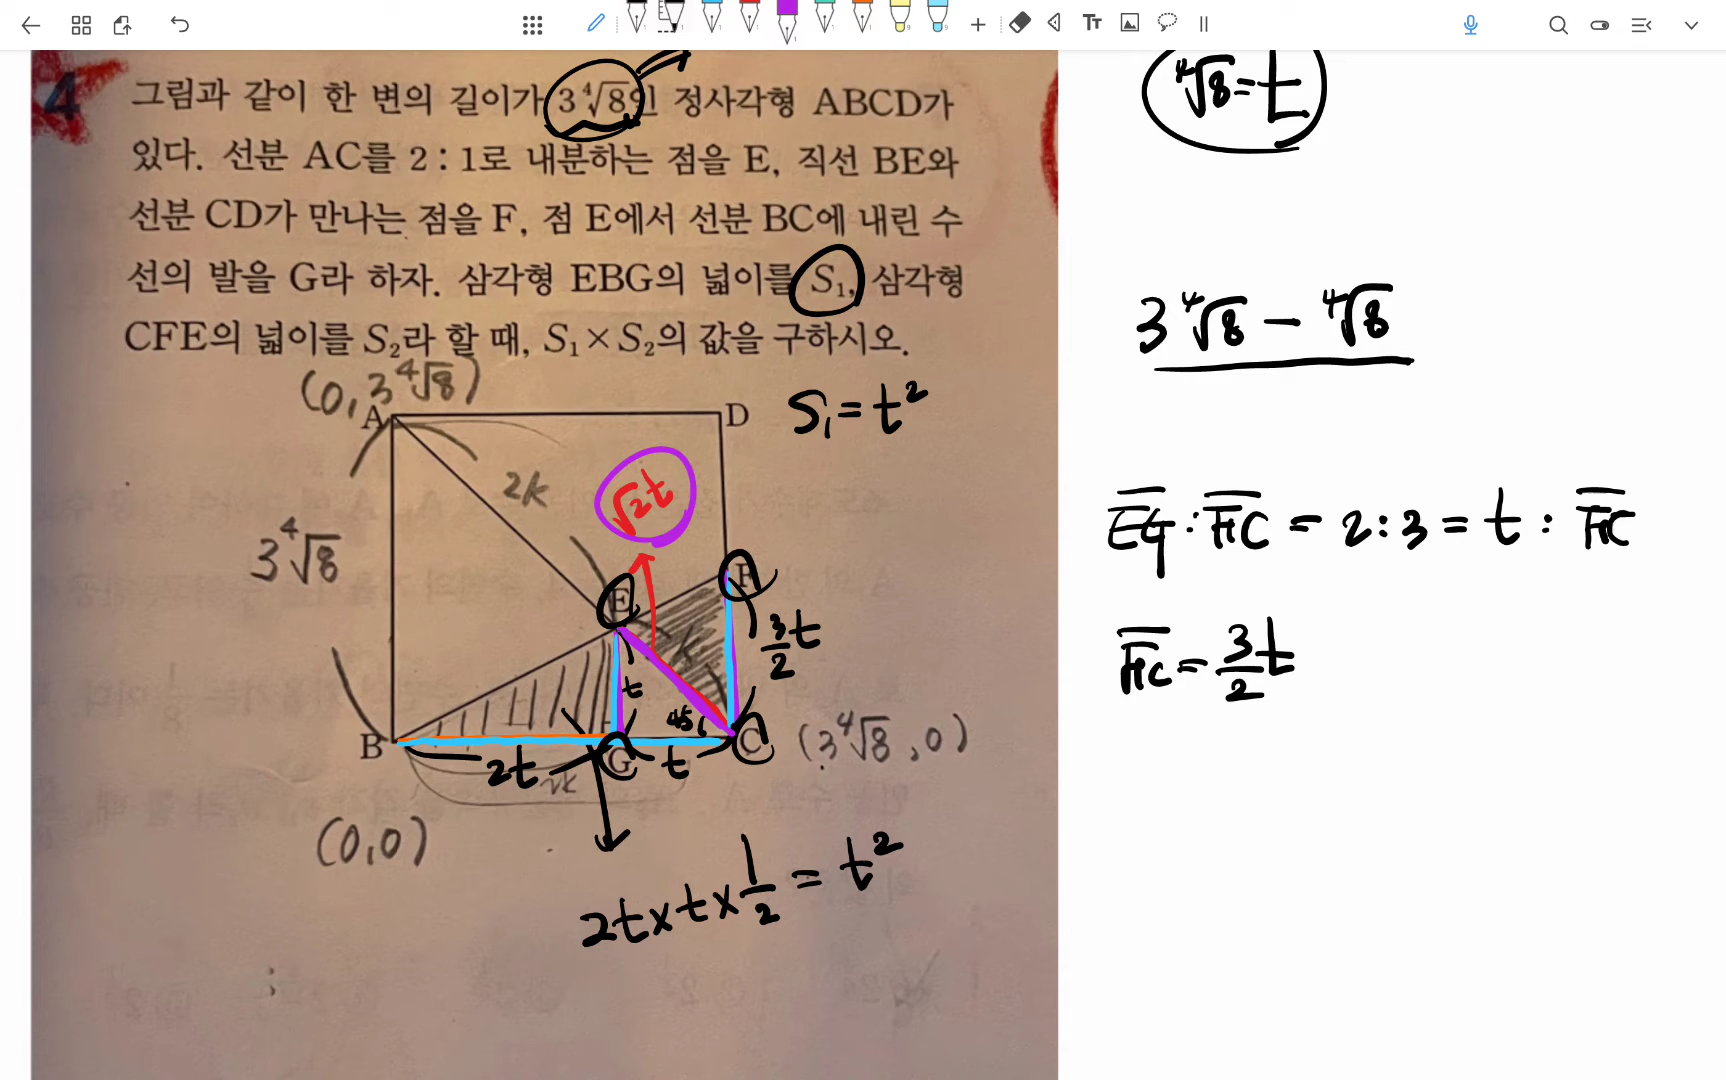 4
그림과 같이 한 변의 길이가 3∜8인 정사각형 ABCD가
있다. 선분 AC를 2 : 1로 내분하는 점을 E, 직선 BE와
선분 CD가 만나는 점을 F, 점 E에서 선분 BC에 내린 수
선의 발을 G라 하자. 삼각형 EBG의 넓이를 S₁, 삼각형
CFE의 넓이를 S₂라 할 때, S₁×S₂의 값을 구하시오.
(0, 3∜8)
A
D
S₁ = t²
2k
√2t
3∜8
E
F
k
3/2 t
t
45
B
G
C
(3∜8, 0)
2t
t
2k
(0,0)
2t × t × 1/2 = t²
∜8 = t
3∜8 − ∜8
EG : FC = 2 : 3 = t : FC
FC = 3/2 t
Tт